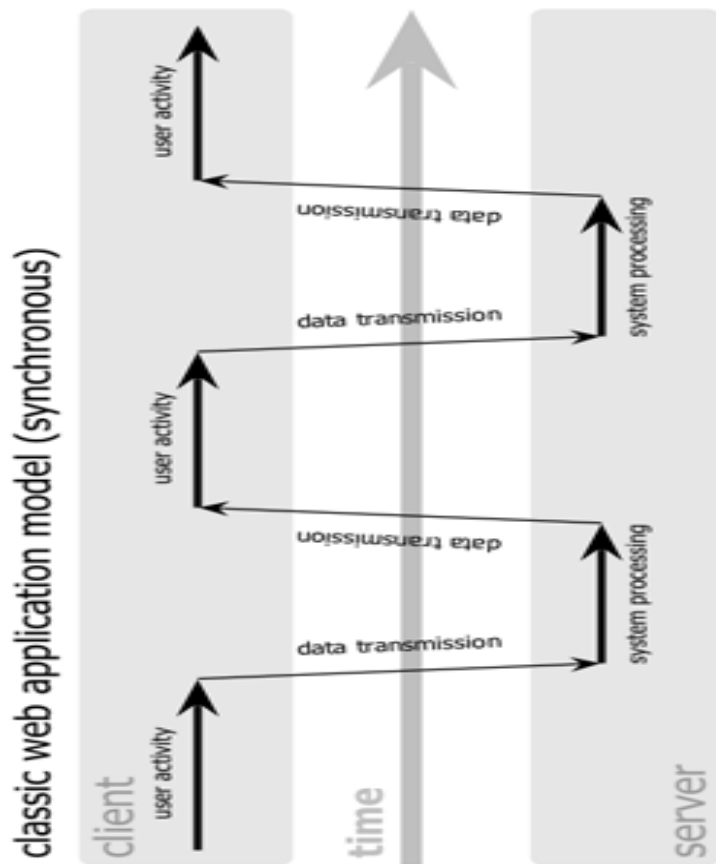 classic web application model (synchronous)
client
user activity
user activity
user activity
data transmission
data transmission
data transmission
data transmission
time
system processing
system processing
server